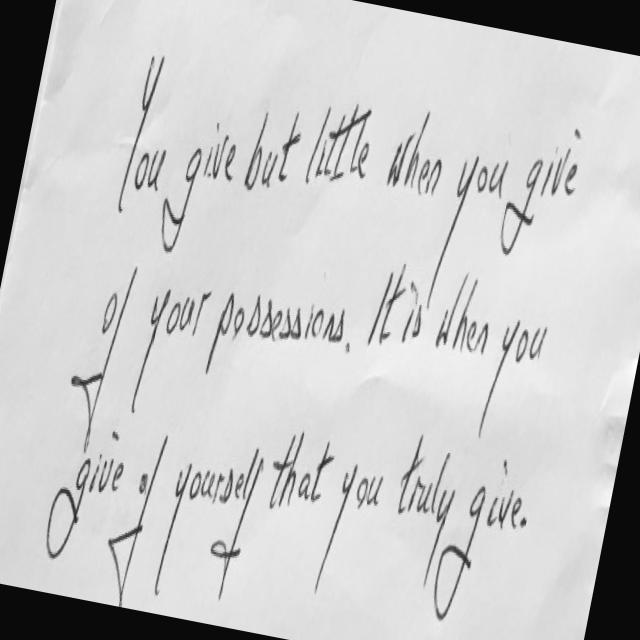 You give but little when you give
of your possessions. It is when you
give of yourself that you truly give.